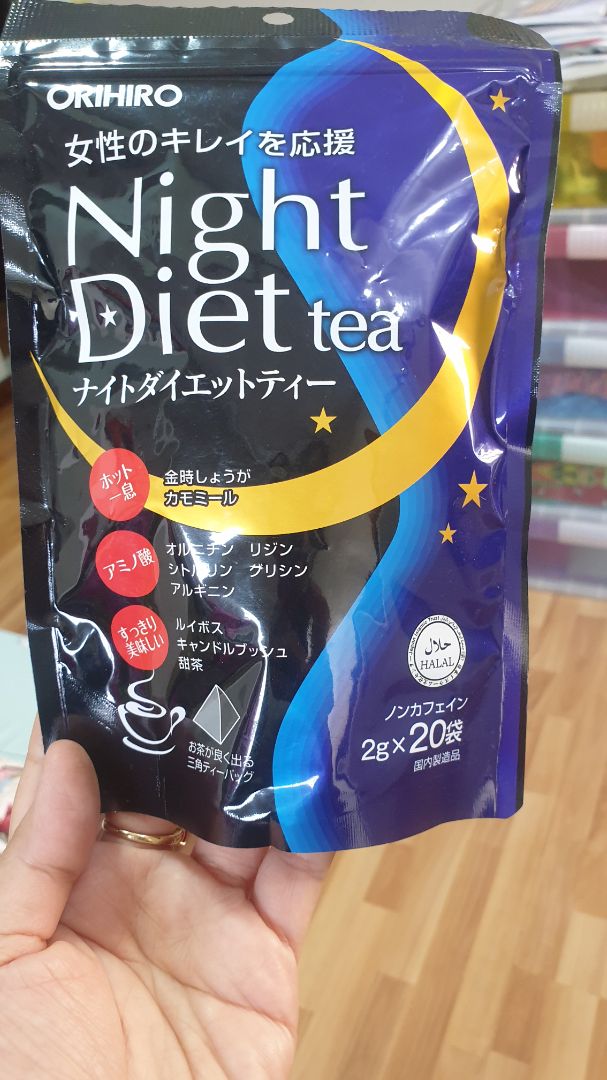 ORIHIRO
女性のキレイを応援
Night
Diet tea
ナイトダイエットティー
ホッと
一息
金時しょうが
カモミール
アミノ酸
オルニチン リジン
シトルリン グリシン
アルギニン
すっきり
美味しい
ルイボス
キャンドルブッシュ
甜茶
お茶が良く出る
三角ティーバッグ
حلال
HALAL
ノンカフェイン
2g×20袋
国内製造品